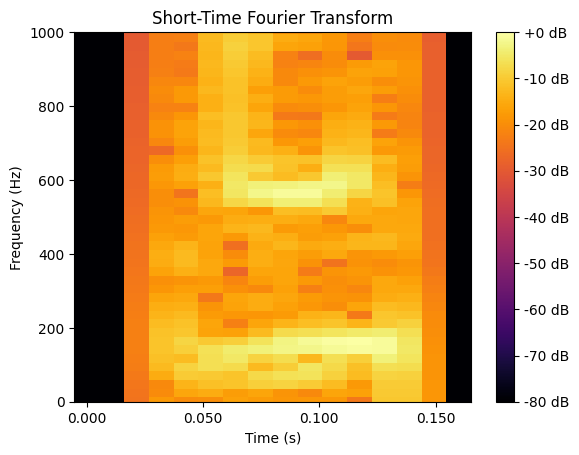 Short-Time Fourier Transform
1000
800
600
400
200
0
Frequency (Hz)
0.000
0.050
0.100
0.150
Time (s)
+0 dB
-10 dB
-20 dB
-30 dB
-40 dB
-50 dB
-60 dB
-70 dB
-80 dB